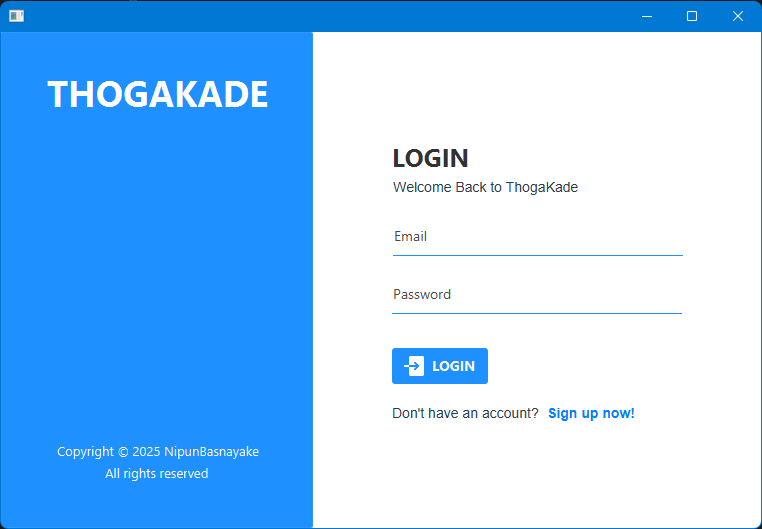 THOGAKADE
LOGIN
Welcome Back to ThogaKade
Email
Password
LOGIN
Don't have an account? Sign up now!
Copyright © 2025 NipunBasnayake
All rights reserved